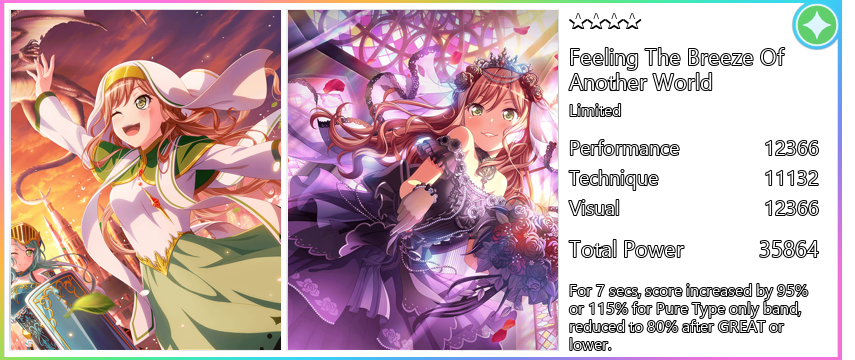 Feeling The Breeze Of
Another World
Limited
Performance 12366
Technique 11132
Visual 12366
Total Power 35864
For 7 secs, score increased by 95%
or 115% for Pure Type only band,
reduced to 80% after GREAT or
lower.